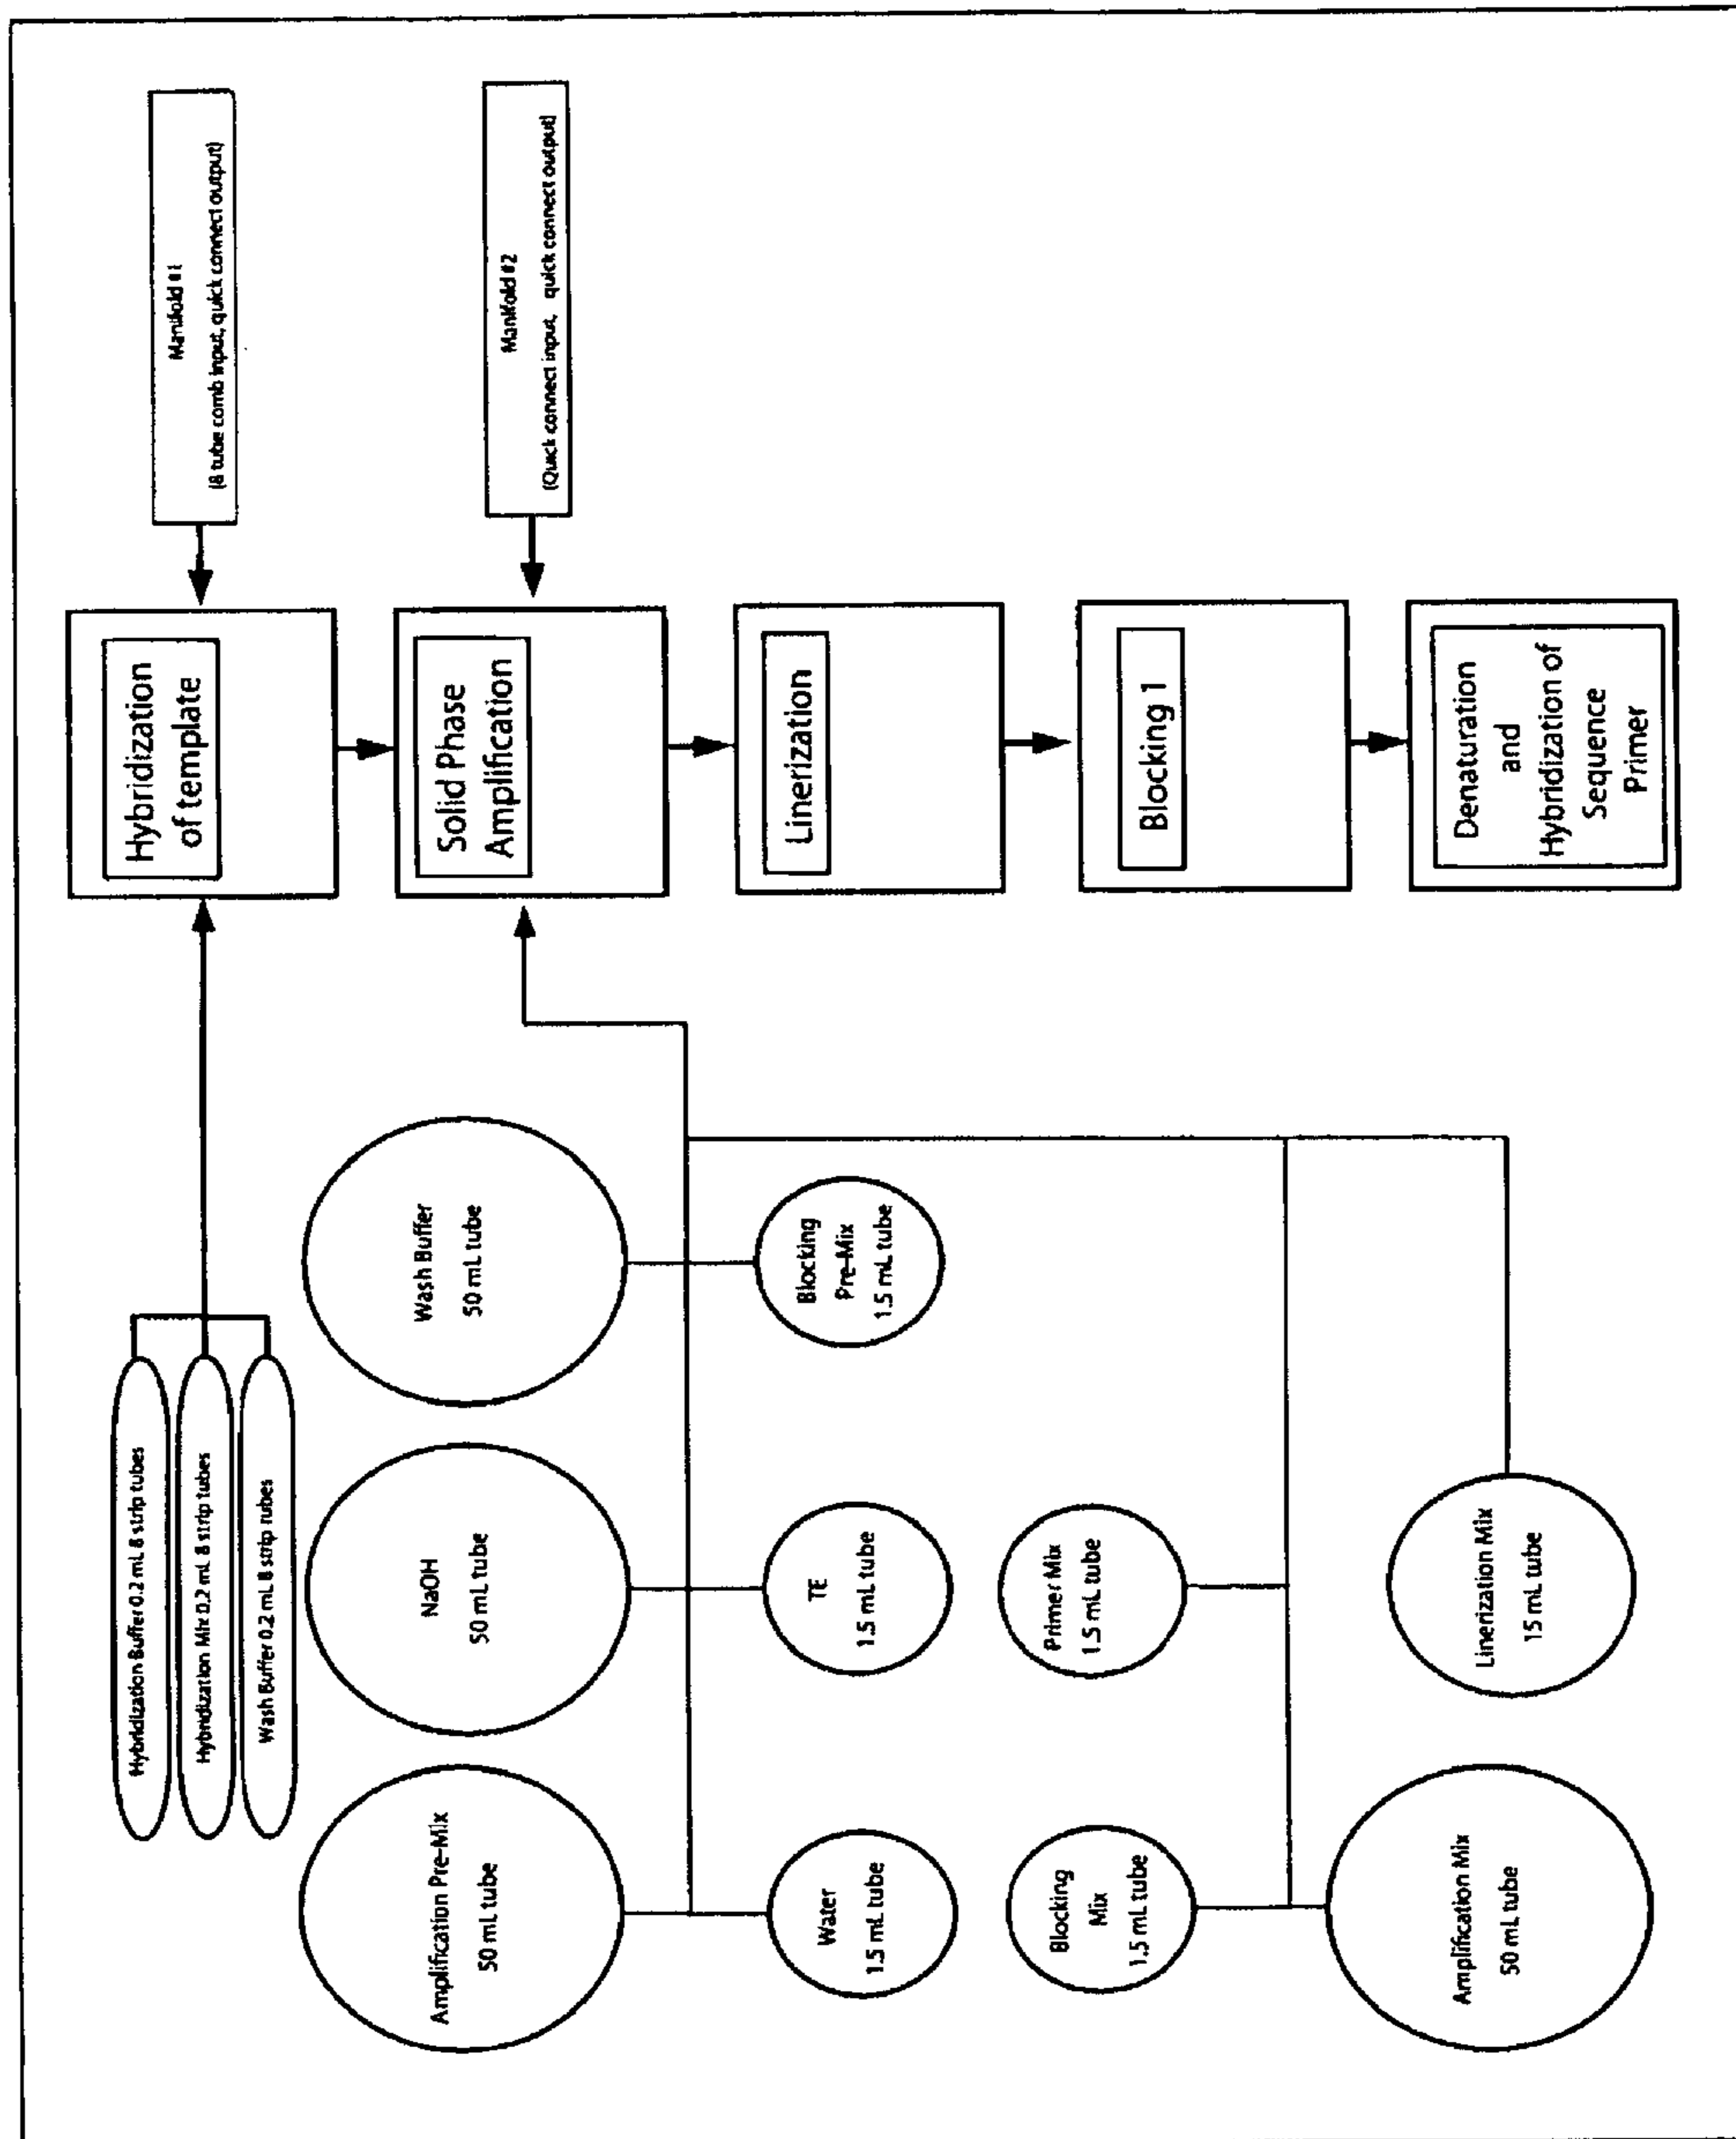 Hybridization Buffer 0.2 mL 8 strip tubes
Hybridization Mix 0.2 mL 8 strip tubes
Wash Buffer 0.2 mL 8 strip tubes
Hybridization
of template
Manifold #1
(8 tube comb input, quick connect output)
Amplification Pre-Mix
50 mL tube
NaOH
50 mL tube
Wash Buffer
50 mL tube
Solid Phase
Amplification
Manifold #2
(Quick connect input, quick connect output)
Water
1.5 mL tube
TE
1.5 mL tube
Blocking
Pre-Mix
1.5 mL tube
Linerization
Blocking
Mix
1.5 mL tube
Primer Mix
1.5 mL tube
Blocking 1
Amplification Mix
50 mL tube
Linerization Mix
15 mL tube
Denaturation
and
Hybridization of
Sequence
Primer